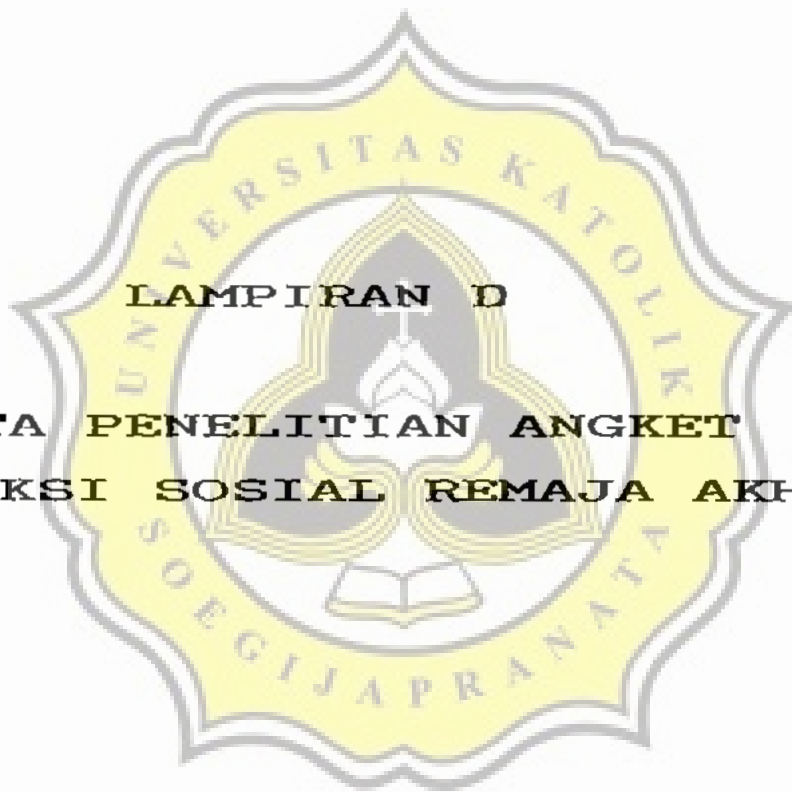 UNIVERSITAS KATOLIK
LAMPIRAN D
TA PENELITIAN ANGKET
KSI SOSIAL REMAJA AKH
SOEGIJAPRANATA